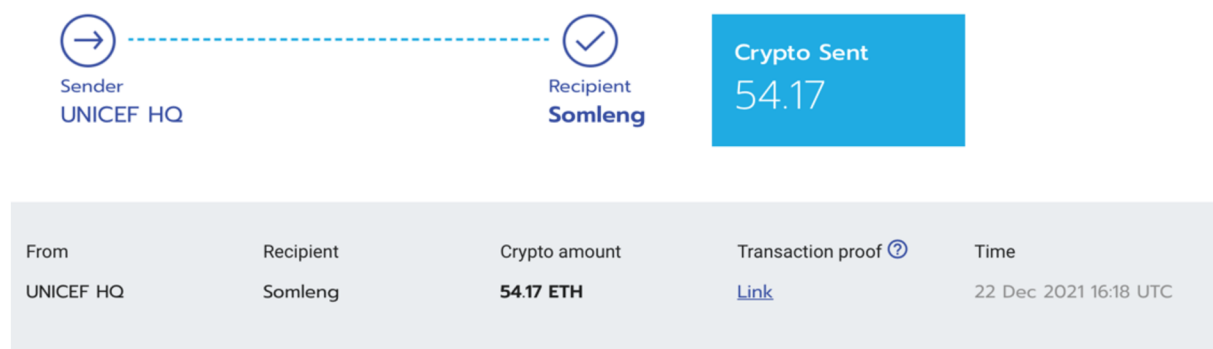 Sender
UNICEF HQ
Recipient
Somleng
Crypto Sent
54.17
From Recipient Crypto amount Transaction proof ? Time
UNICEF HQ Somleng 54.17 ETH Link 22 Dec 2021 16:18 UTC